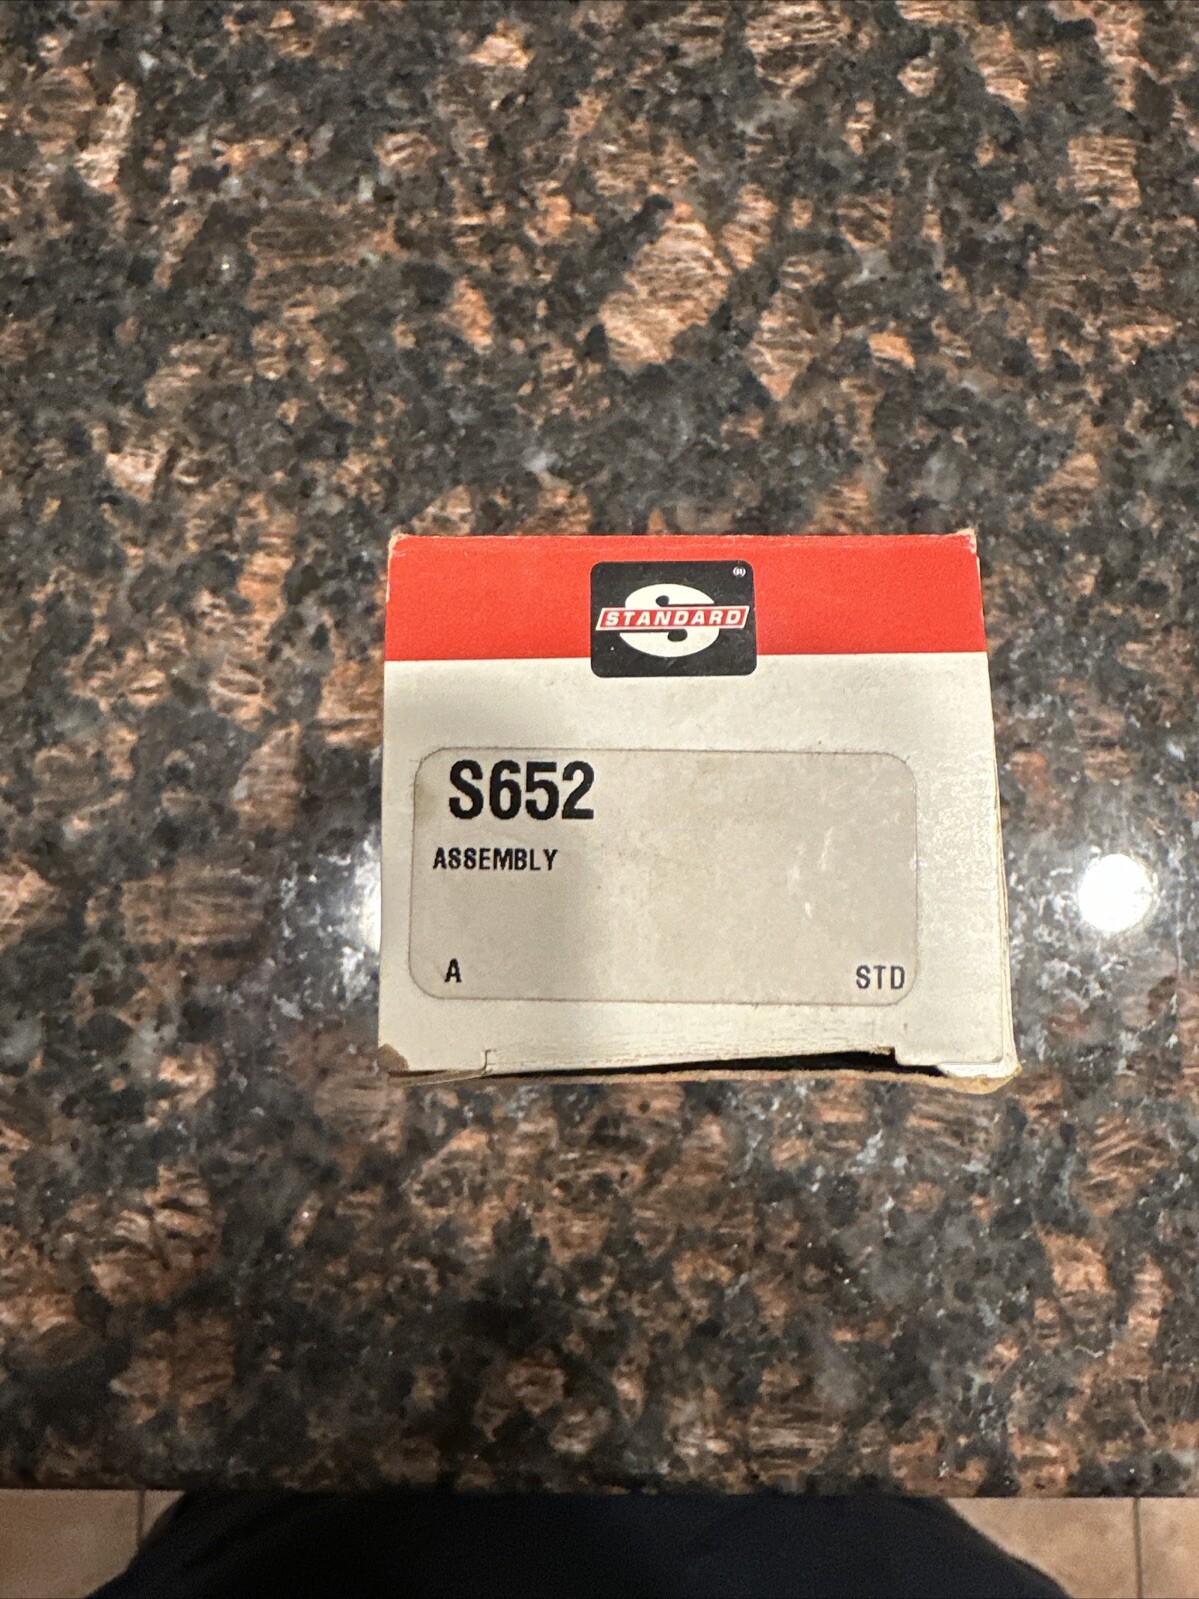 ®
STANDARD
S652
ASSEMBLY
A STD